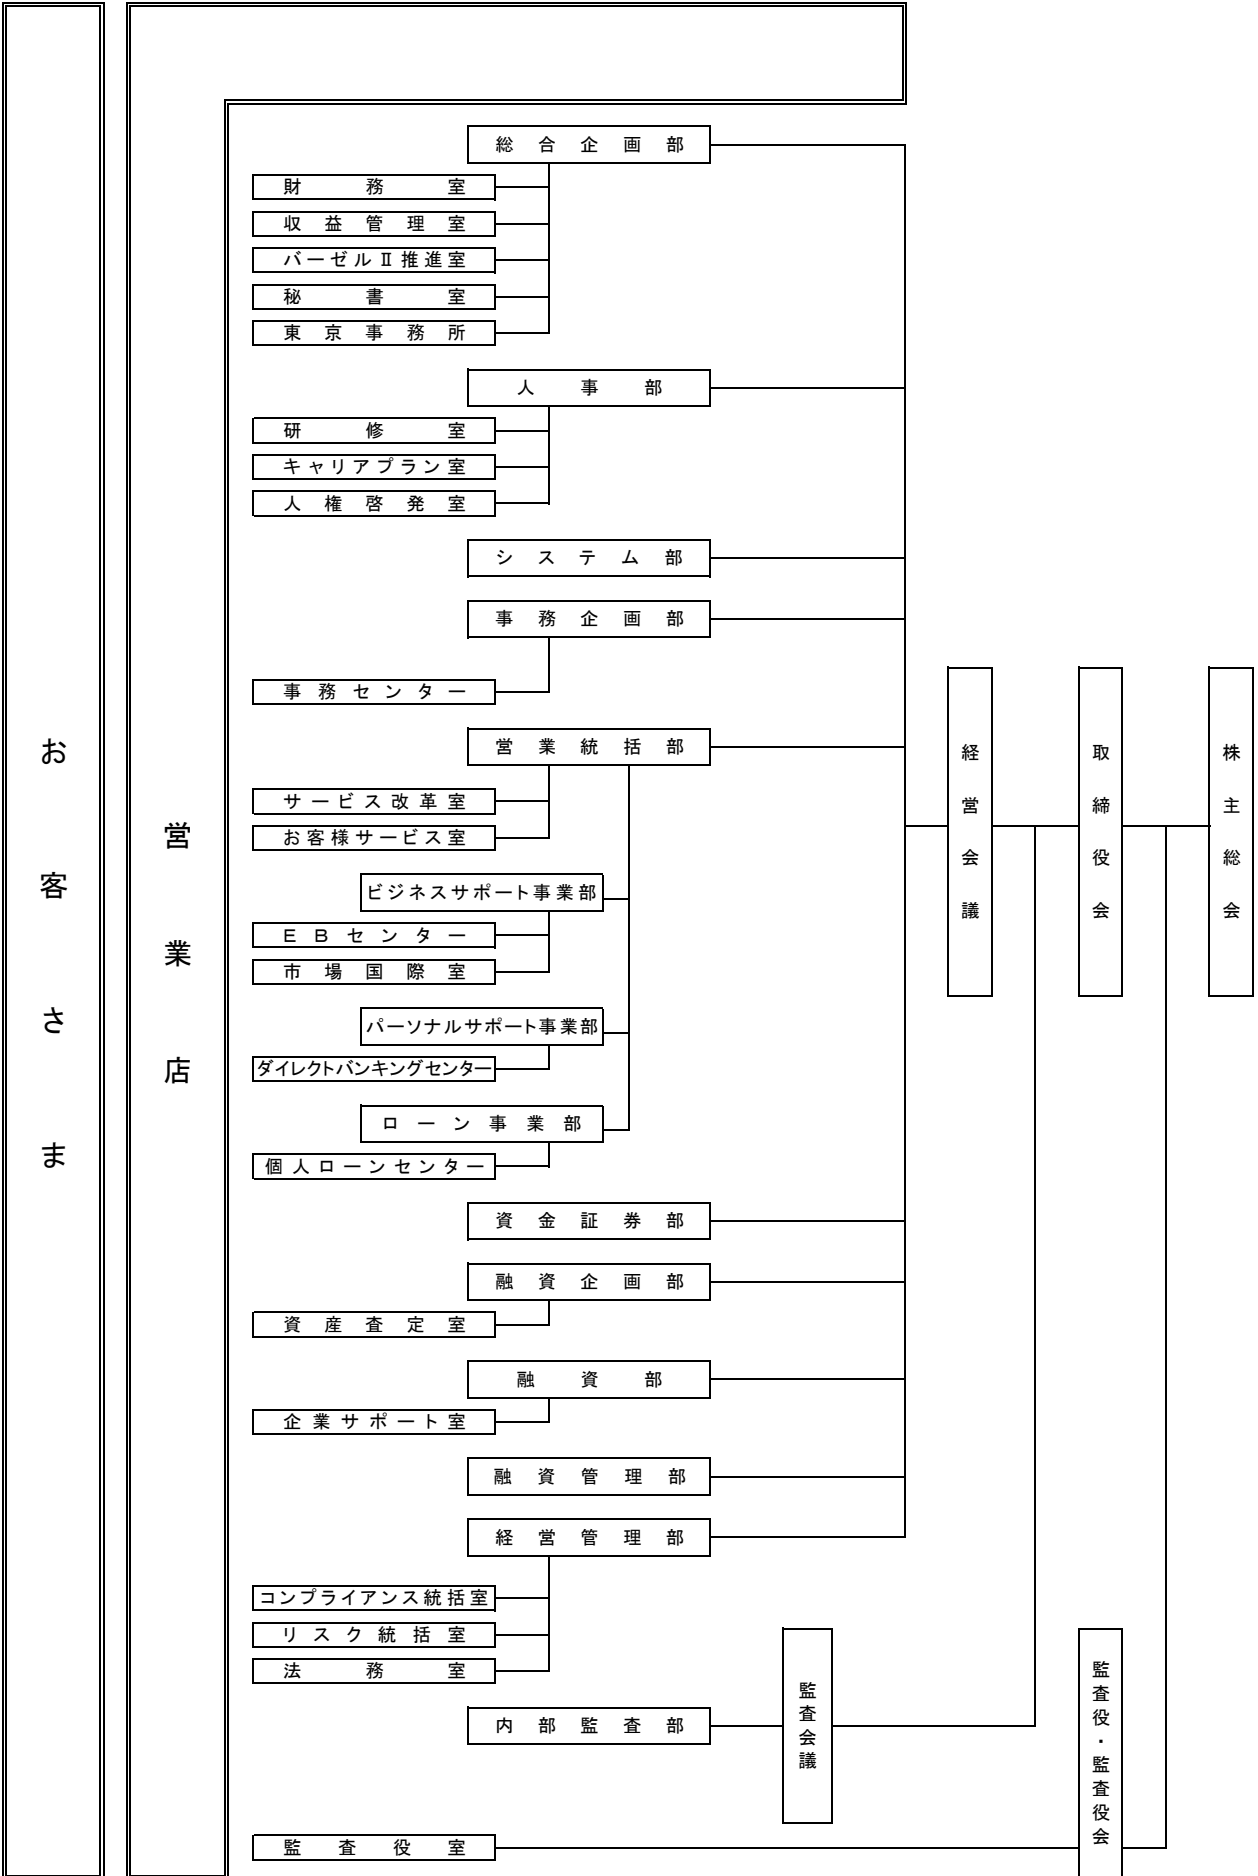 お客さま
営業店
総合企画部
財務室
収益管理室
バーゼルⅡ推進室
秘書室
東京事務所
人事部
研修室
キャリアプラン室
人権啓発室
システム部
事務企画部
事務センター
営業統括部
サービス改革室
お客様サービス室
ビジネスサポート事業部
ＥＢセンター
市場国際室
パーソナルサポート事業部
ダイレクトバンキングセンター
ローン事業部
個人ローンセンター
資金証券部
融資企画部
資産査定室
融資部
企業サポート室
融資管理部
経営管理部
コンプライアンス統括室
リスク統括室
法務室
内部監査部
監査役室
監査会議
経営会議
取締役会
監査役・監査役会
株主総会